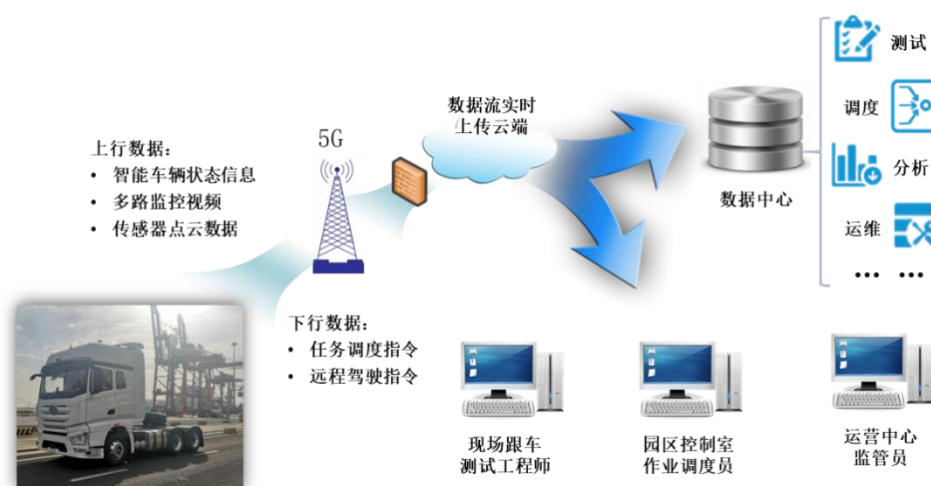 测试
数据流实时
上传云端
调度
5G
上行数据：
• 智能车辆状态信息
• 多路监控视频
• 传感器点云数据
分析
数据中心
运维
... ...
下行数据：
• 任务调度指令
• 远程驾驶指令
现场跟车
测试工程师
园区控制室
作业调度员
运营中心
监管员